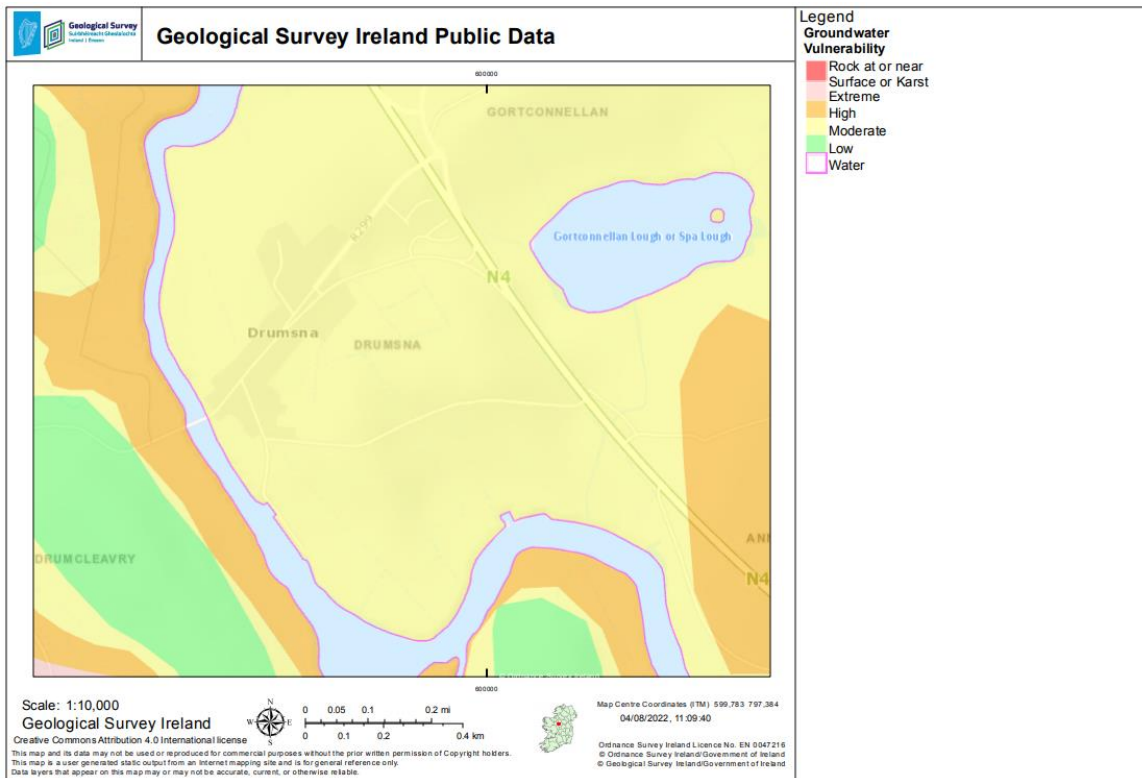 Geological Survey
Suirbhéireacht Gheolaíochta
Ireland | Éireann
Geological Survey Ireland Public Data
Legend
Groundwater
Vulnerability
Rock at or near
Surface or Karst
Extreme
High
Moderate
Low
Water
600000
GORTCONNELLAN
R299
Gortconnellan Lough or Spa Lough
N4
Drumsna
DRUMSNA
DRUMCLEAVRY
ANN
N4
600000
Scale: 1:10,000
Geological Survey Ireland
Creative Commons Attribution 4.0 International license
This map and its data may not be used or reproduced for commercial purposes without the prior written permission of Copyright holders.
This map is a user generated static output from an Internet mapping site and is for general reference only.
Data layers that appear on this map may or may not be accurate, current, or otherwise reliable.
N
W E
S
0 0.05 0.1 0.2 mi
0 0.1 0.2 0.4 km
Map Centre Coordinates (ITM) 599,783 797,384
04/08/2022, 11:09:40
Ordnance Survey Ireland Licence No. EN 0047216
© Ordnance Survey Ireland/Government of Ireland
© Geological Survey Ireland/Government of Ireland